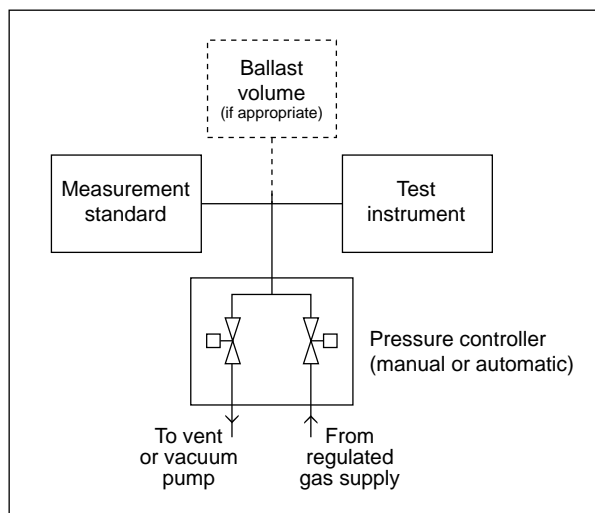 Ballast
volume
(if appropriate)
Measurement
standard
Test
instrument
Pressure controller
(manual or automatic)
To vent
or vacuum
pump
From
regulated
gas supply